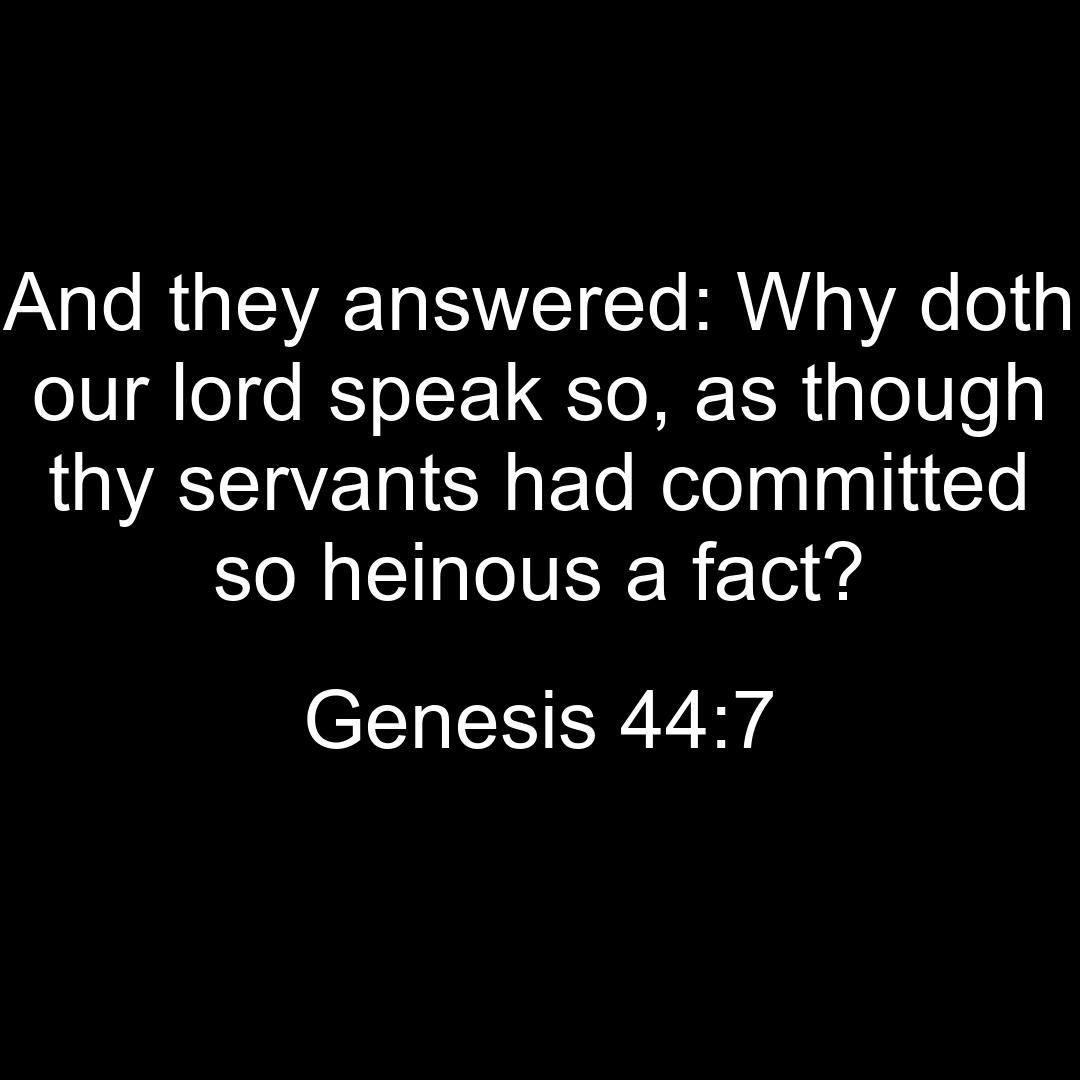 And they answered: Why doth
our lord speak so, as though
thy servants had committed
so heinous a fact?
Genesis 44:7